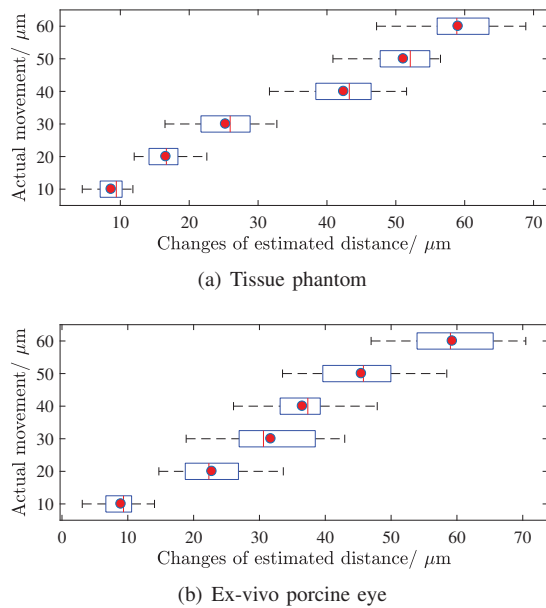 60
50
40
30
20
10
Actual movement/ μm
10 20 30 40 50 60 70
Changes of estimated distance/ μm
(a) Tissue phantom
60
50
40
30
20
10
Actual movement/ μm
0 10 20 30 40 50 60 70
Changes of estimated distance/ μm
(b) Ex-vivo porcine eye